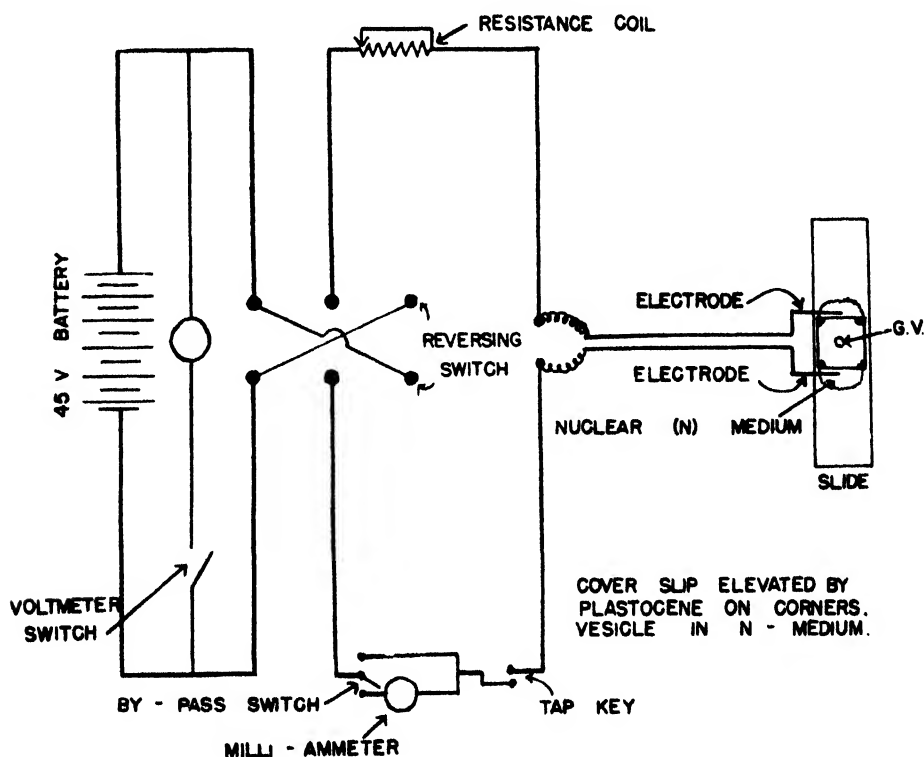 RESISTANCE COIL
45 V BATTERY
REVERSING
SWITCH
ELECTRODE
G.V.
ELECTRODE
NUCLEAR (N) MEDIUM
SLIDE
VOLTMETER
SWITCH
COVER SLIP ELEVATED BY
PLASTOCENE ON CORNERS.
VESICLE IN N - MEDIUM.
BY - PASS SWITCH
TAP KEY
MILLI - AMMETER